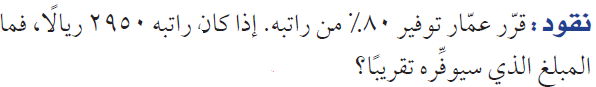 نقود: قرّر عمّار توفير ٨٠٪ من راتبه. إذا كان راتبه ٢٩٥٠ ريالًا، فما
المبلغ الذي سيوفِّره تقريبًا؟